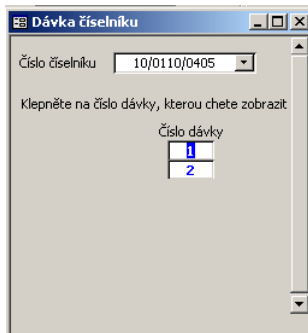 Dávka číselníku
Číslo číselníku 10/0110/0405
Klepněte na číslo dávky, kterou chete zobrazit
Číslo dávky
1
2